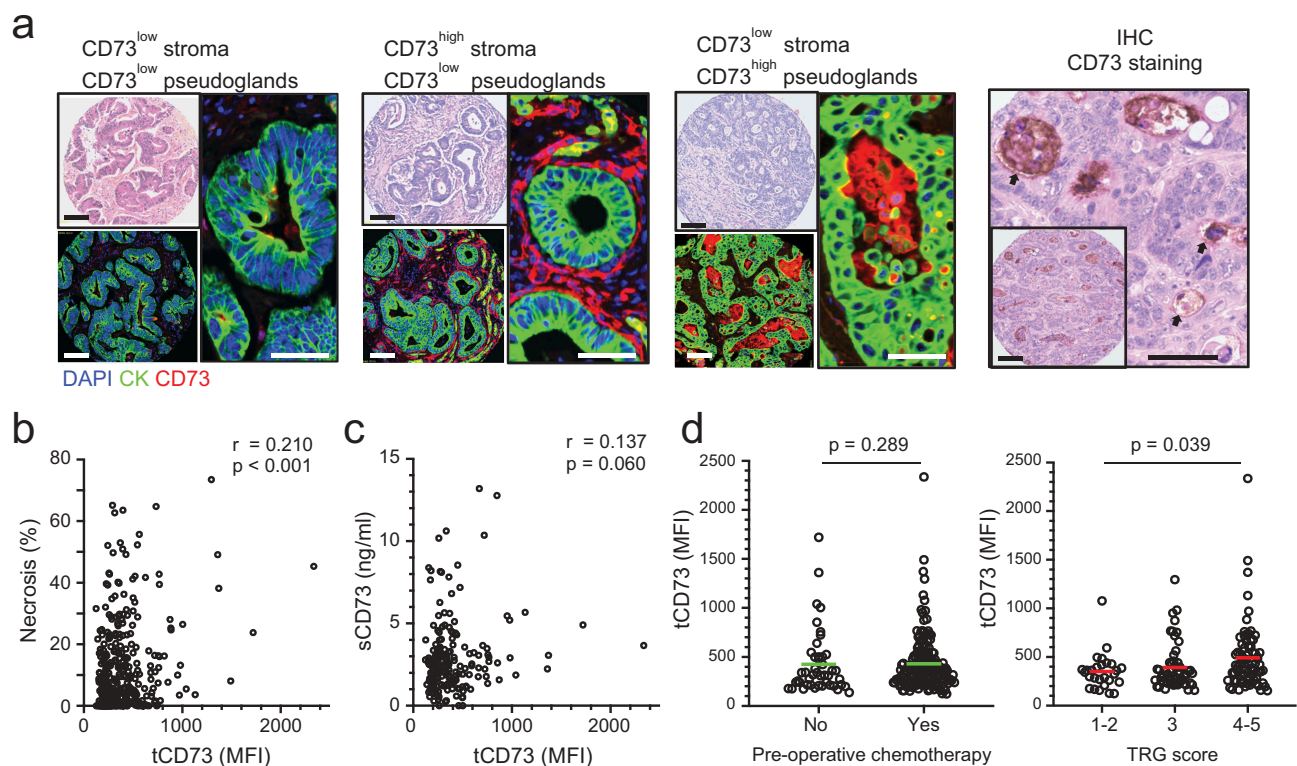 a
CD73low stroma
CD73low pseudoglands
CD73high stroma
CD73low pseudoglands
CD73low stroma
CD73high pseudoglands
IHC
CD73 staining
DAPI CK CD73
b
r = 0.210
p < 0.001
80
60
40
20
0
Necrosis (%)
0
1000
2000
tCD73 (MFI)
c
r = 0.137
p = 0.060
15
10
5
0
sCD73 (ng/ml)
0
1000
2000
tCD73 (MFI)
d
p = 0.289
2500
2000
1500
1000
500
0
tCD73 (MFI)
No
Yes
Pre-operative chemotherapy
p = 0.039
2500
2000
1500
1000
500
0
tCD73 (MFI)
1-2
3
4-5
TRG score